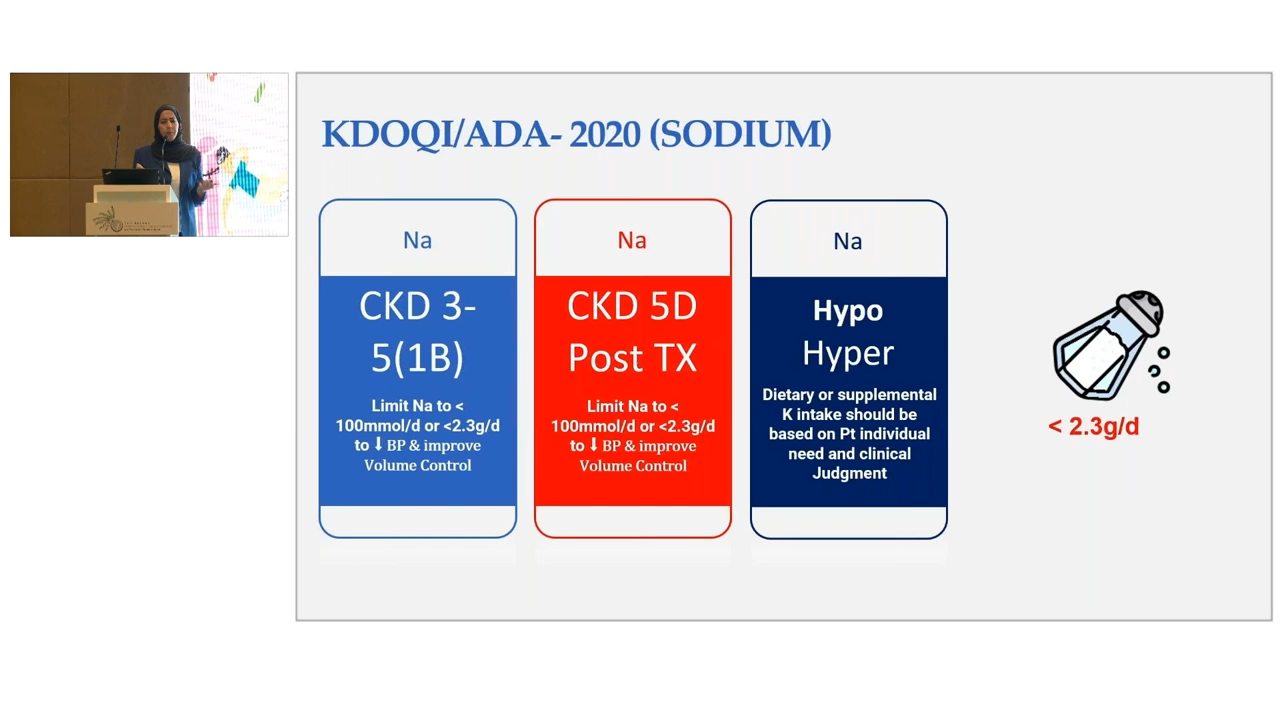 KDOQI/ADA- 2020 (SODIUM)
Na
CKD 3-
5(1B)
Limit Na to <
100mmol/d or <2.3g/d
to ⬇ BP & improve
Volume Control
Na
CKD 5D
Post TX
Limit Na to <
100mmol/d or <2.3g/d
to ⬇ BP & improve
Volume Control
Na
Hypo
Hyper
Dietary or supplemental
K intake should be
based on Pt individual
need and clinical
Judgment
< 2.3g/d